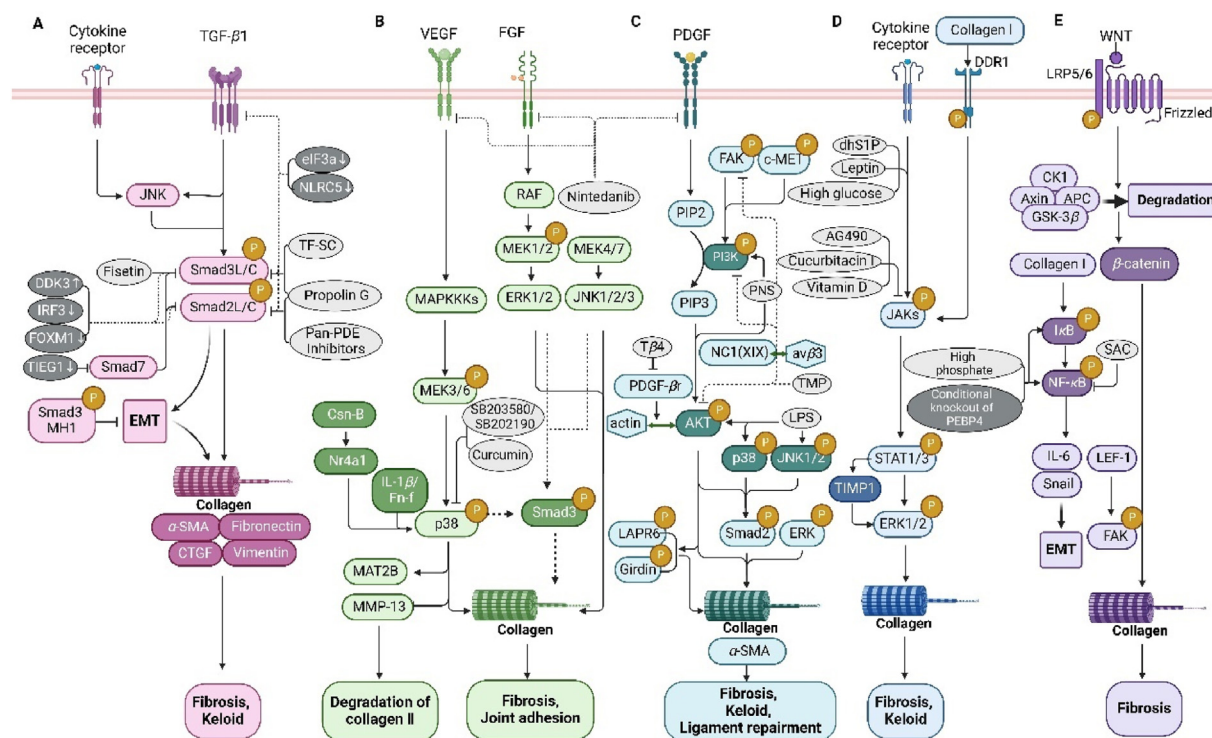 A
Cytokine
receptor
TGF-β1
eIF3a↓
NLRC5↓
JNK
TF-SC
P
Fisetin
Smad3L/C
DDK3↑
P
Smad2L/C
Propolin G
IRF3↓
FOXM1↓
Pan-PDE
Inhibitors
TIEG1↓
Smad7
P
Smad3
MH1
EMT
Collagen
α-SMA
Fibronectin
CTGF
Vimentin
Fibrosis,
Keloid
B
VEGF
FGF
RAF
Nintedanib
P
MEK1/2
MEK4/7
MAPKKKs
ERK1/2
JNK1/2/3
P
MEK3/6
Csn-B
SB203580/
SB202190
Curcumin
Nr4a1
IL-1β/
Fn-f
P
p38
P
Smad3
MAT2B
MMP-13
Collagen
Degradation of
collagen II
Fibrosis,
Joint adhesion
C
PDGF
P
FAK
P
c-MET
PIP2
P
PI3K
PIP3
PNS
Tβ4
NC1(XIX)
avβ3
PDGF-βr
TMP
actin
P
AKT
LPS
P
p38
P
JNK1/2
P
LAPR6
P
Smad2
P
ERK
P
Girdin
Collagen
α-SMA
Fibrosis,
Keloid,
Ligament repairment
D
Cytokine
receptor
Collagen I
DDR1
P
dhS1P
Leptin
High glucose
AG490
Cucurbitacin I
Vitamin D
P
JAKs
High
phosphate
Conditional
knockout of
PEBP4
P
STAT1/3
TIMP1
P
ERK1/2
Collagen
Fibrosis,
Keloid
E
WNT
LRP5/6
P
Frizzled
CK1
Axin
APC
GSK-3β
Degradation
Collagen I
β-catenin
P
IκB
SAC
P
NF-κB
IL-6
Snail
LEF-1
P
FAK
EMT
Collagen
Fibrosis